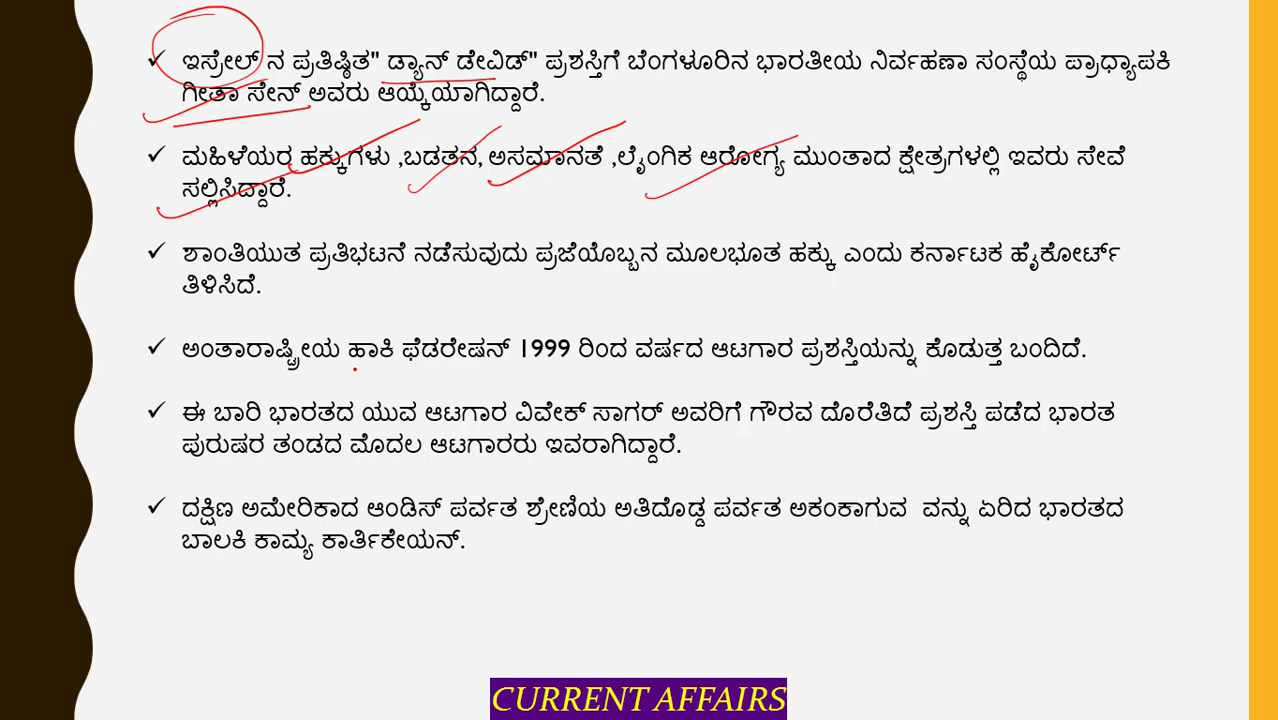 ಇಸ್ರೇಲ್ ನ ಪ್ರತಿಷ್ಠಿತ" ಡ್ಯಾನ್ ಡೇವಿಡ್" ಪ್ರಶಸ್ತಿಗೆ ಬೆಂಗಳೂರಿನ ಭಾರತೀಯ ನಿರ್ವಹಣಾ ಸಂಸ್ಥೆಯ ಪ್ರಾಧ್ಯಾಪಕಿ
ಗೀತಾ ಸೇನ್ ಅವರು ಆಯ್ಕೆಯಾಗಿದ್ದಾರೆ.
ಮಹಿಳೆಯರ ಹಕ್ಕುಗಳು ,ಬಡತನ, ಅಸಮಾನತೆ ,ಲೈಂಗಿಕ ಆರೋಗ್ಯ ಮುಂತಾದ ಕ್ಷೇತ್ರಗಳಲ್ಲಿ ಇವರು ಸೇವೆ
ಸಲ್ಲಿಸಿದ್ದಾರೆ.
ಶಾಂತಿಯುತ ಪ್ರತಿಭಟನೆ ನಡೆಸುವುದು ಪ್ರಜೆಯೊಬ್ಬನ ಮೂಲಭೂತ ಹಕ್ಕು ಎಂದು ಕರ್ನಾಟಕ ಹೈಕೋರ್ಟ್
ತಿಳಿಸಿದೆ.
ಅಂತಾರಾಷ್ಟ್ರೀಯ ಹಾಕಿ ಫೆಡರೇಷನ್ 1999 ರಿಂದ ವರ್ಷದ ಆಟಗಾರ ಪ್ರಶಸ್ತಿಯನ್ನು ಕೊಡುತ್ತ ಬಂದಿದೆ.
ಈ ಬಾರಿ ಭಾರತದ ಯುವ ಆಟಗಾರ ವಿವೇಕ್ ಸಾಗರ್ ಅವರಿಗೆ ಗೌರವ ದೊರೆತಿದೆ ಪ್ರಶಸ್ತಿ ಪಡೆದ ಭಾರತ
ಪುರುಷರ ತಂಡದ ಮೊದಲ ಆಟಗಾರರು ಇವರಾಗಿದ್ದಾರೆ.
ದಕ್ಷಿಣ ಅಮೇರಿಕಾದ ಆಂಡಿಸ್ ಪರ್ವತ ಶ್ರೇಣಿಯ ಅತಿದೊಡ್ಡ ಪರ್ವತ ಅಕಂಕಾಗುವ ವನ್ನು ಏರಿದ ಭಾರತದ
ಬಾಲಕಿ ಕಾಮ್ಯ ಕಾರ್ತಿಕೇಯನ್.
CURRENT AFFAIRS